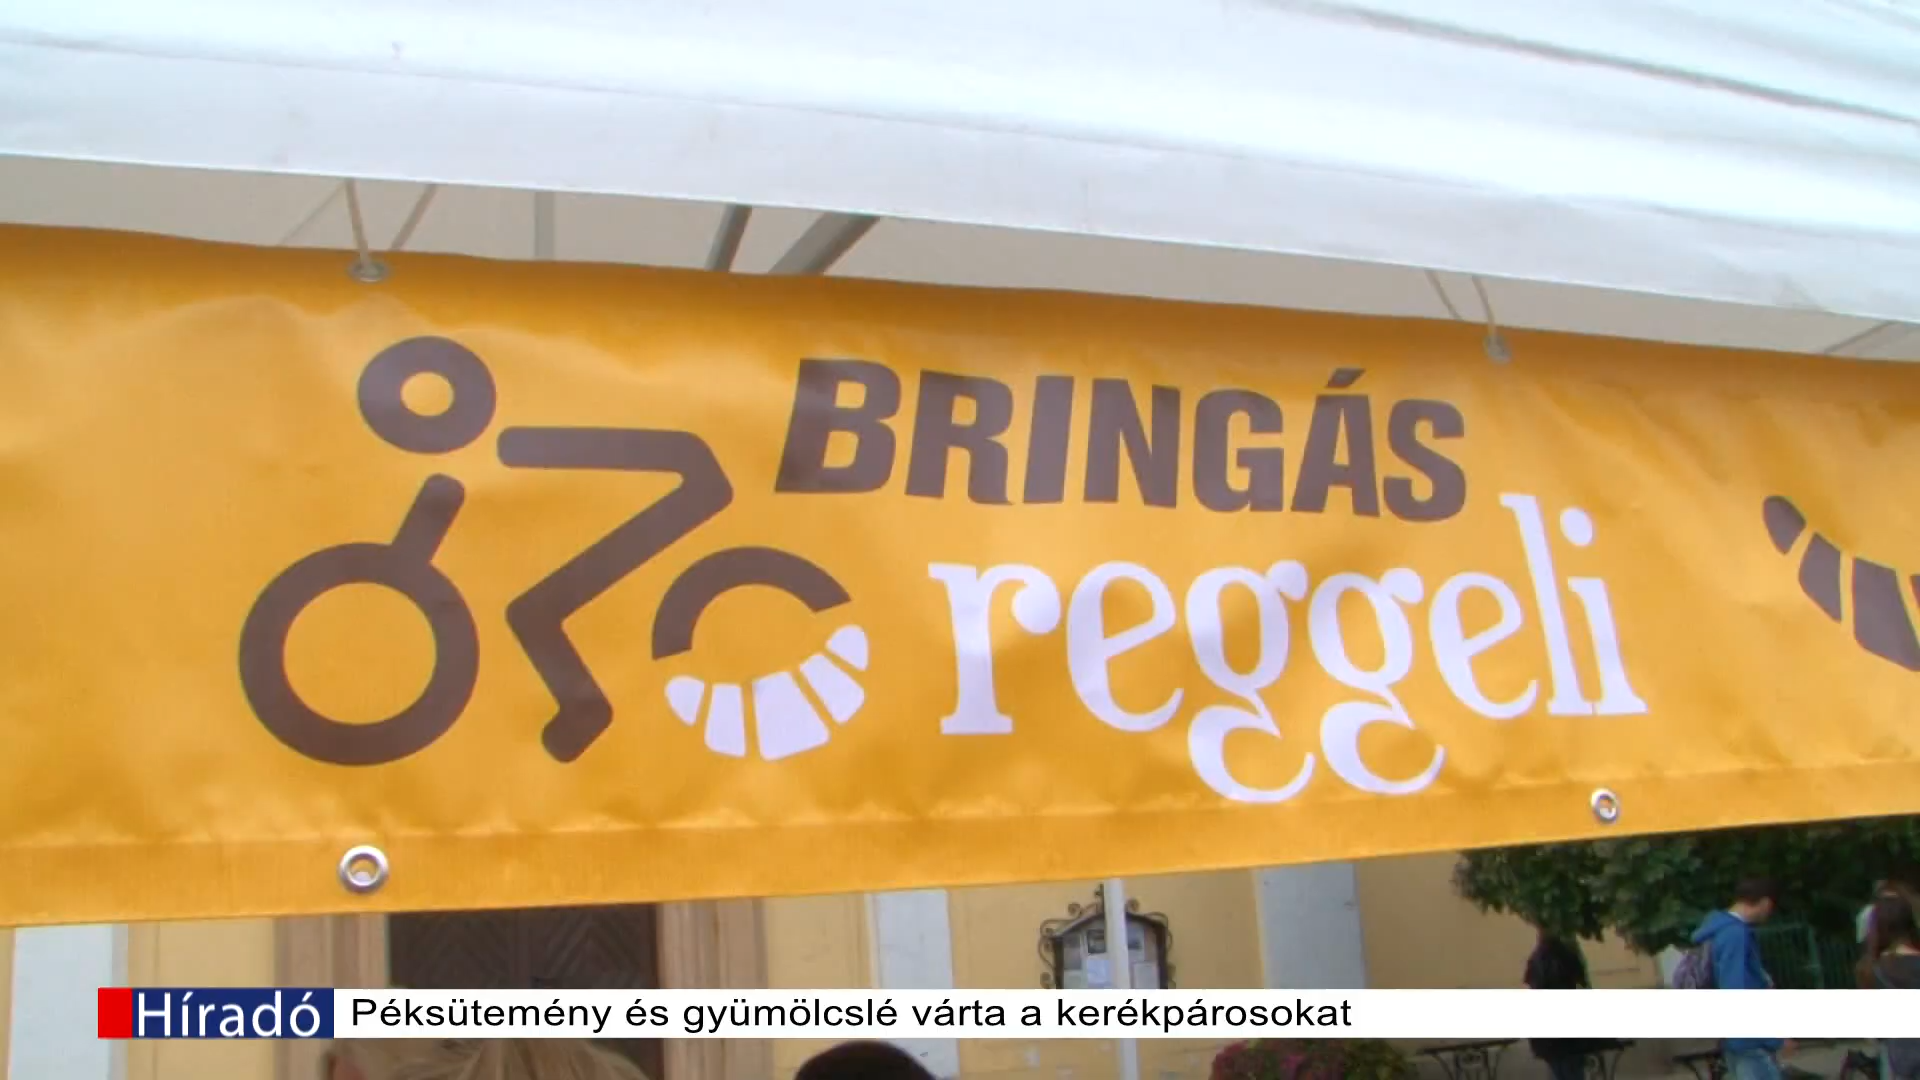 BRINGÁS
reggeli
Híradó Péksütemény és gyümölcslé várta a kerékpárosokat